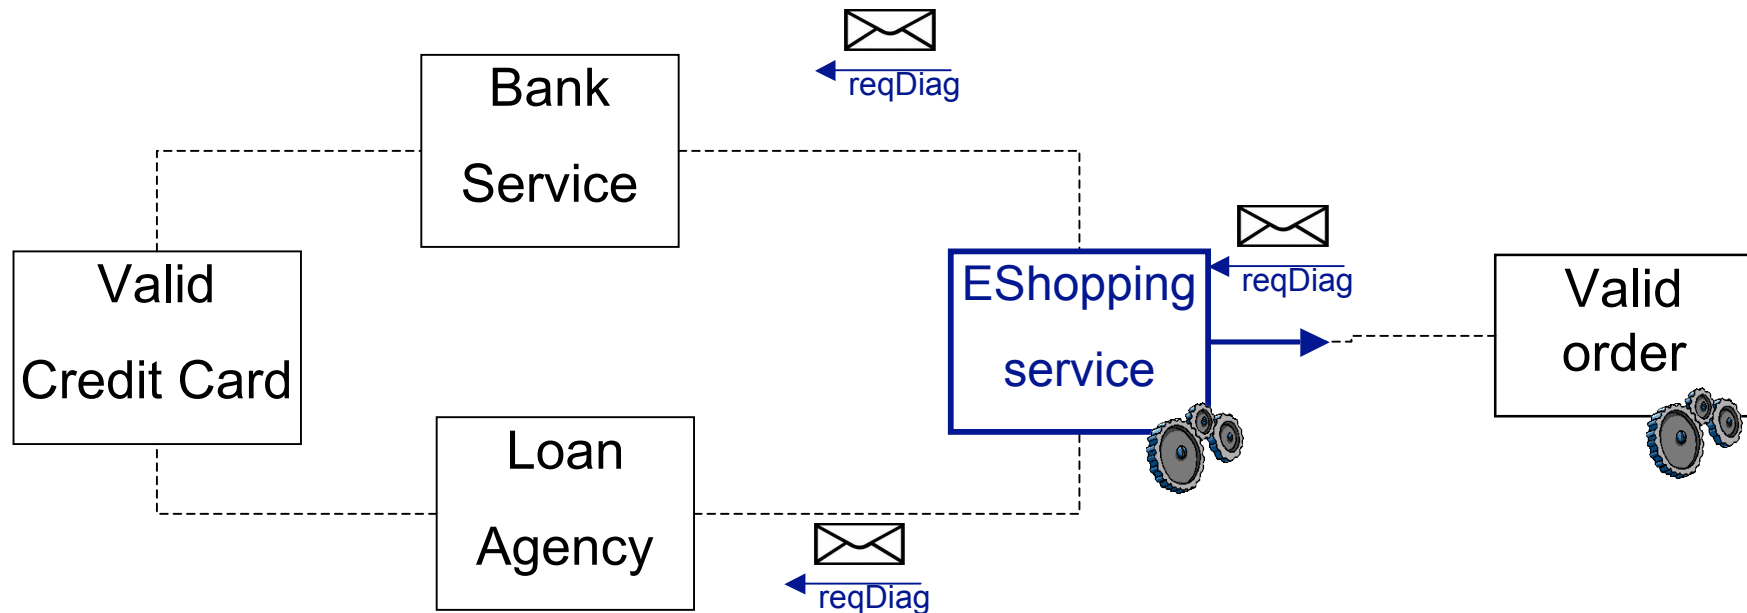 reqDiag
Bank
Service
reqDiag
Valid
Credit Card
EShopping
service
Valid
order
Loan
Agency
reqDiag